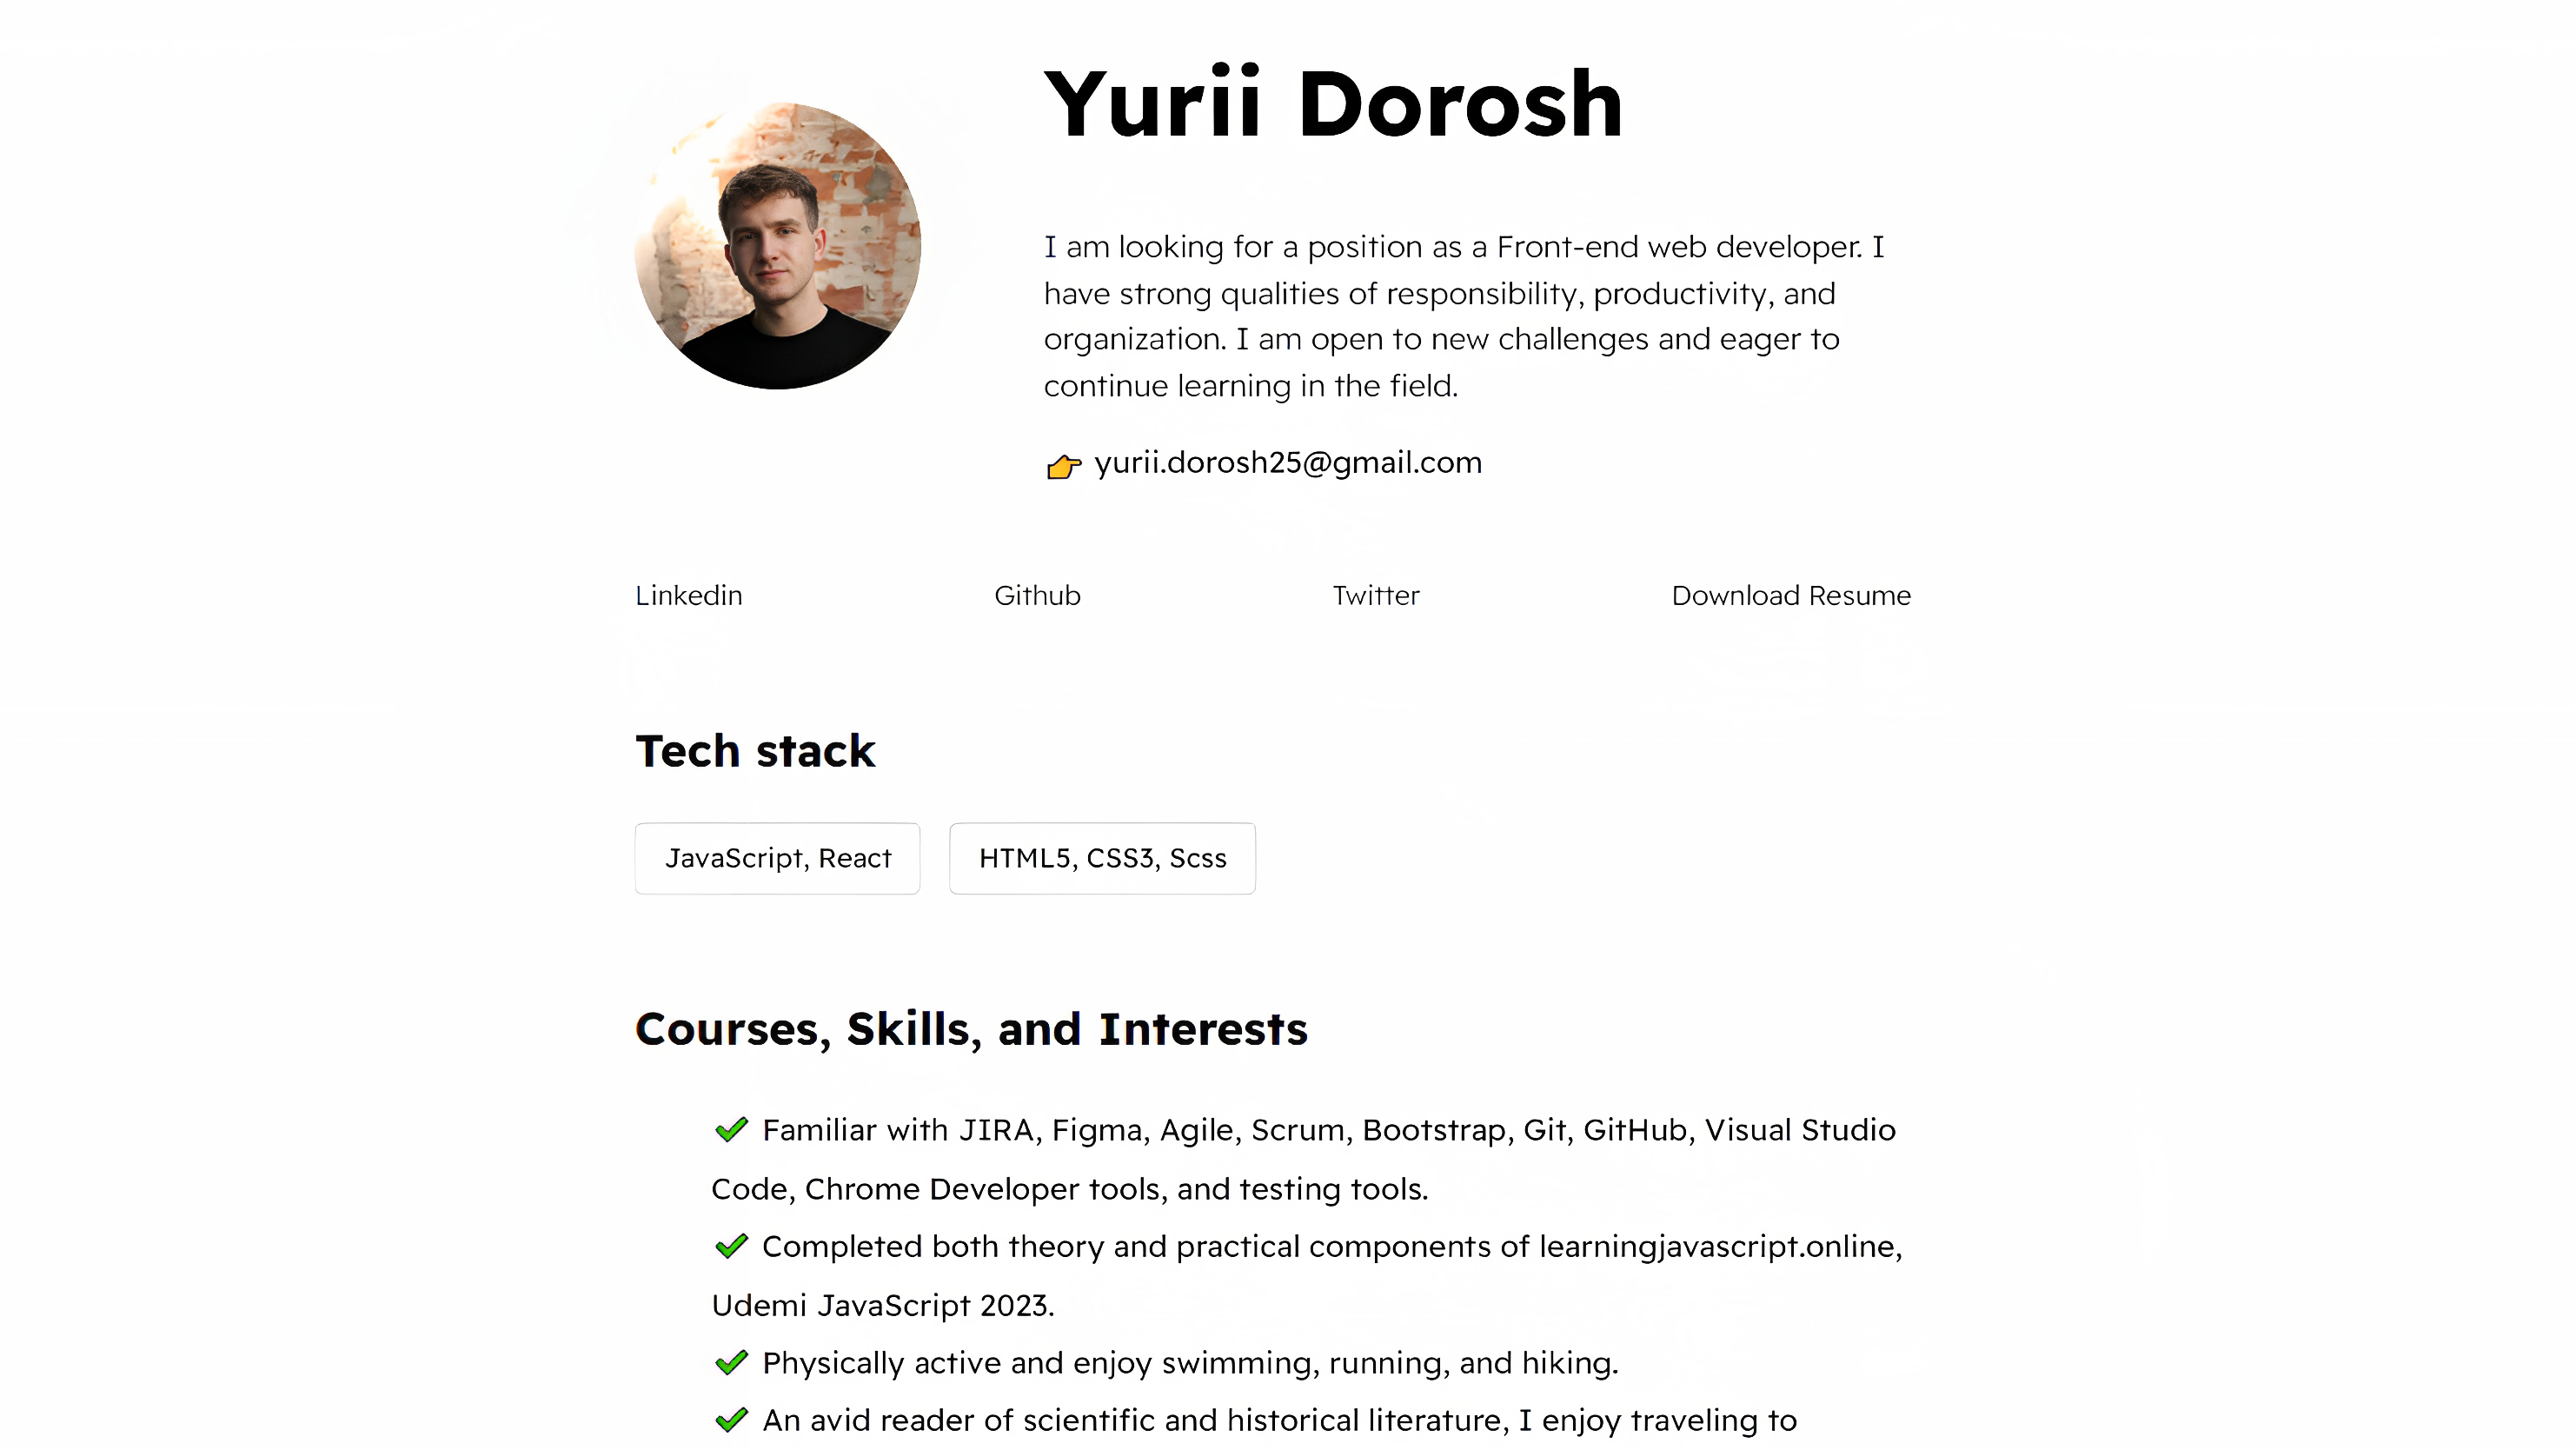 Yurii Dorosh
I am looking for a position as a Front-end web developer. I
have strong qualities of responsibility, productivity, and
organization. I am open to new challenges and eager to
continue learning in the field.
👉 yurii.dorosh25@gmail.com
Linkedin Github Twitter Download Resume
Tech stack
JavaScript, React HTML5, CSS3, Scss
Courses, Skills, and Interests
✔ Familiar with JIRA, Figma, Agile, Scrum, Bootstrap, Git, GitHub, Visual Studio
Code, Chrome Developer tools, and testing tools.
✔ Completed both theory and practical components of learningjavascript.online,
Udemi JavaScript 2023.
✔ Physically active and enjoy swimming, running, and hiking.
✔ An avid reader of scientific and historical literature, I enjoy traveling to